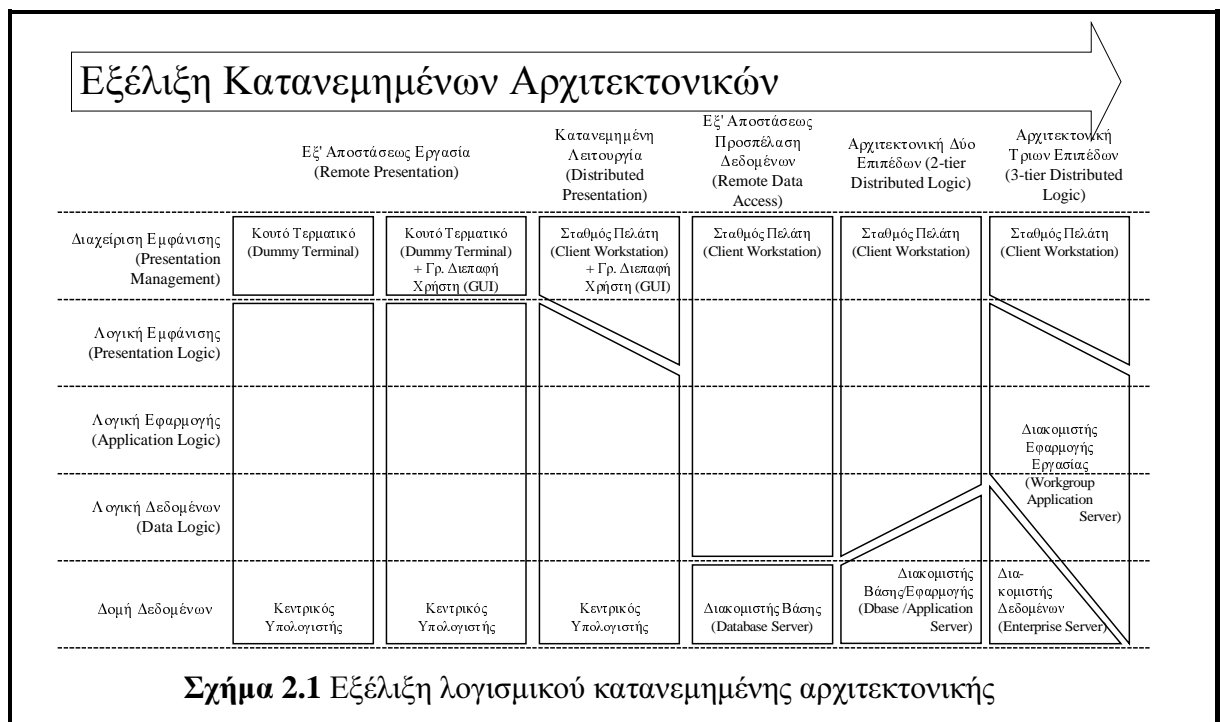 Εξέλιξη Κατανεμημένων Αρχιτεκτονικών
Εξ' Αποστάσεως Εργασία
(Remote Presentation)
Κατανεμημένη
Λειτουργία
(Distributed
Presentation)
Εξ' Αποστάσεως
Προσπέλαση
Δεδομένων
(Remote Data
Access)
Αρχιτεκτονική Δύο
Επιπέδων (2-tier
Distributed Logic)
Αρχιτεκτονική
Τριων Επιπέδων
(3-tier Distributed
Logic)
Διαχείριση Εμφάνισης
(Presentation
Management)
Κουτό Τερματικό
(Dummy Terminal)
Κουτό Τερματικό
(Dummy Terminal)
+ Γρ. Διεπαφή
Χρήστη (GUI)
Σταθμός Πελάτη
(Client Workstation)
+ Γρ. Διεπαφή
Χρήστη (GUI)
Σταθμός Πελάτη
(Client Workstation)
Σταθμός Πελάτη
(Client Workstation)
Σταθμός Πελάτη
(Client Workstation)
Λογική Εμφάνισης
(Presentation Logic)
Λογική Εφαρμογής
(Application Logic)
Διακομιστής
Εφαρμογής
Εργασίας
(Workgroup
Application
Server)
Λογική Δεδομένων
(Data Logic)
Δομή Δεδομένων
Κεντρικός
Υπολογιστής
Κεντρικός
Υπολογιστής
Κεντρικός
Υπολογιστής
Διακομιστής Βάσης
(Database Server)
Διακομιστής
Βάσης/Εφαρμογής
(Dbase /Application
Server)
Δια-
κομιστής
Δεδομένων
(Enterprise Server)
Σχήμα 2.1 Εξέλιξη λογισμικού κατανεμημένης αρχιτεκτονικής